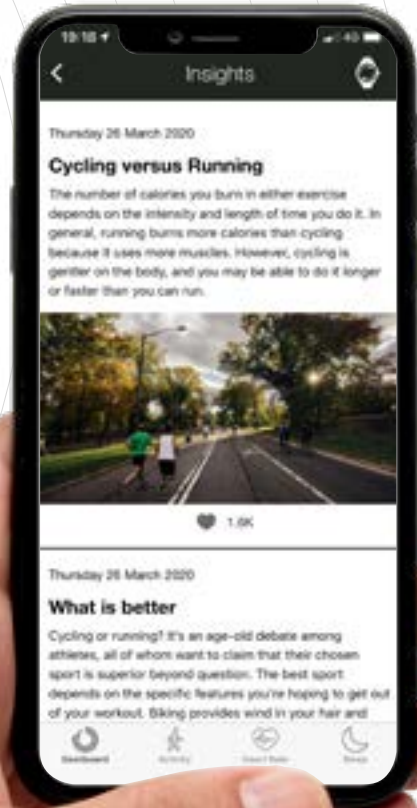 19:18
4G
Insights
Thursday 26 March 2020
Cycling versus Running
The number of calories you burn in either exercise
depends on the intensity and length of time you do it. In
general, running burns more calories than cycling
because it uses more muscles. However, cycling is
gentler on the body, and you may be able to do it longer
or faster than you can run.
1.6K
Thursday 26 March 2020
What is better
Cycling or running? It's an age-old debate among
athletes, all of whom want to claim that their chosen
sport is superior beyond question. The best sport
depends on the specific features you're hoping to get out
of your workout. Biking provides wind in your hair and
Dashboard
Activity
Heart Rate
Sleep